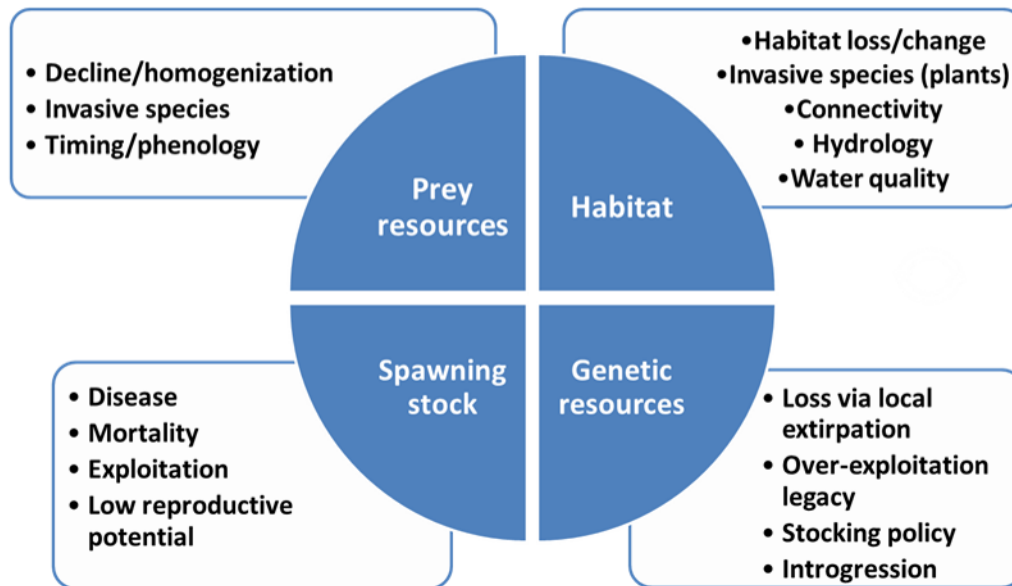 • Decline/homogenization
• Invasive species
• Timing/phenology
Prey
resources
•Habitat loss/change
•Invasive species (plants)
•Connectivity
• Hydrology
•Water quality
Habitat
Spawning
stock
• Disease
• Mortality
• Exploitation
• Low reproductive
potential
Genetic
resources
• Loss via local
extirpation
• Over-exploitation
legacy
• Stocking policy
• Introgression